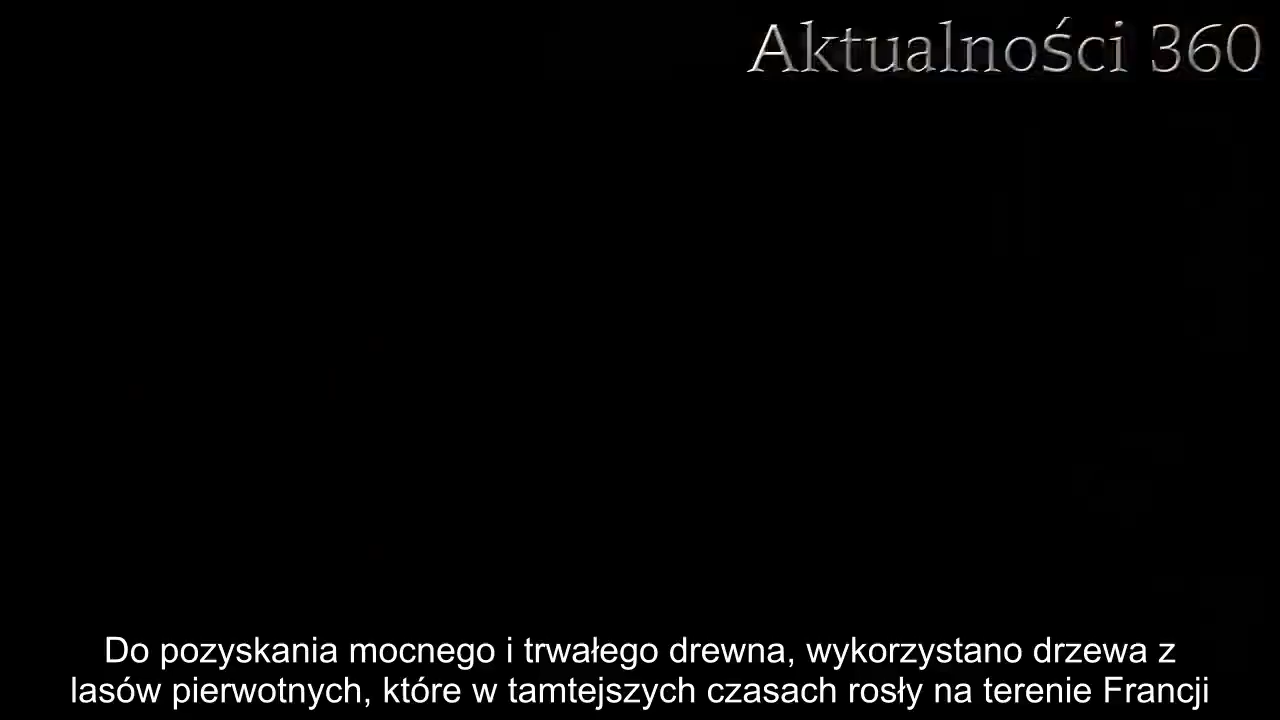 Aktualności 360
Do pozyskania mocnego i trwałego drewna, wykorzystano drzewa z
lasów pierwotnych, które w tamtejszych czasach rosły na terenie Francji